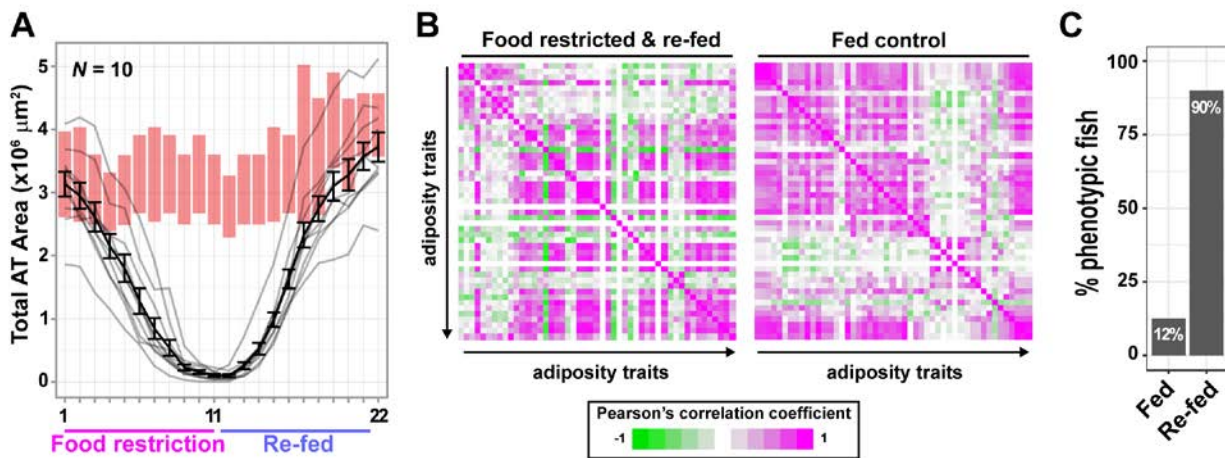 A
N = 10
Total AT Area (x10⁶ µm²)
5
4
3
2
1
0
1
11
22
Food restriction
Re-fed
B
Food restricted & re-fed
Fed control
adiposity traits
adiposity traits
adiposity traits
Pearson's correlation coefficient
-1
1
C
% phenotypic fish
100
75
50
25
0
12%
90%
Fed
Re-fed